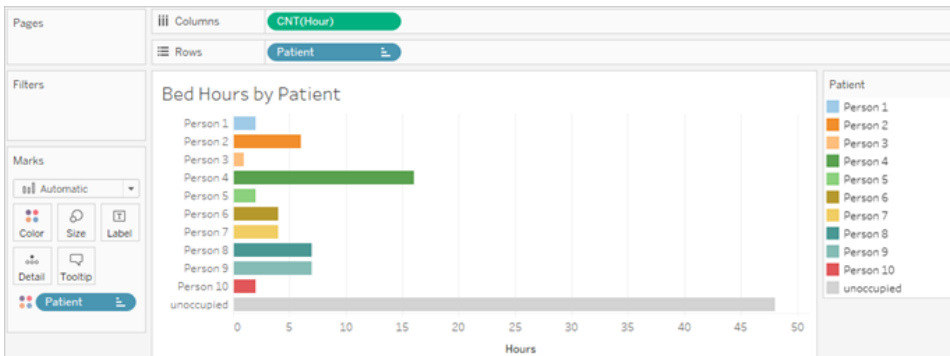 Pages
Columns CNT(Hour)
Rows Patient
Filters
Marks
Automatic
Color Size Label
Detail Tooltip
Patient
Bed Hours by Patient
Person 1
Person 2
Person 3
Person 4
Person 5
Person 6
Person 7
Person 8
Person 9
Person 10
unoccupied
0 5 10 15 20 25 30 35 40 45 50
Hours
Patient
Person 1
Person 2
Person 3
Person 4
Person 5
Person 6
Person 7
Person 8
Person 9
Person 10
unoccupied